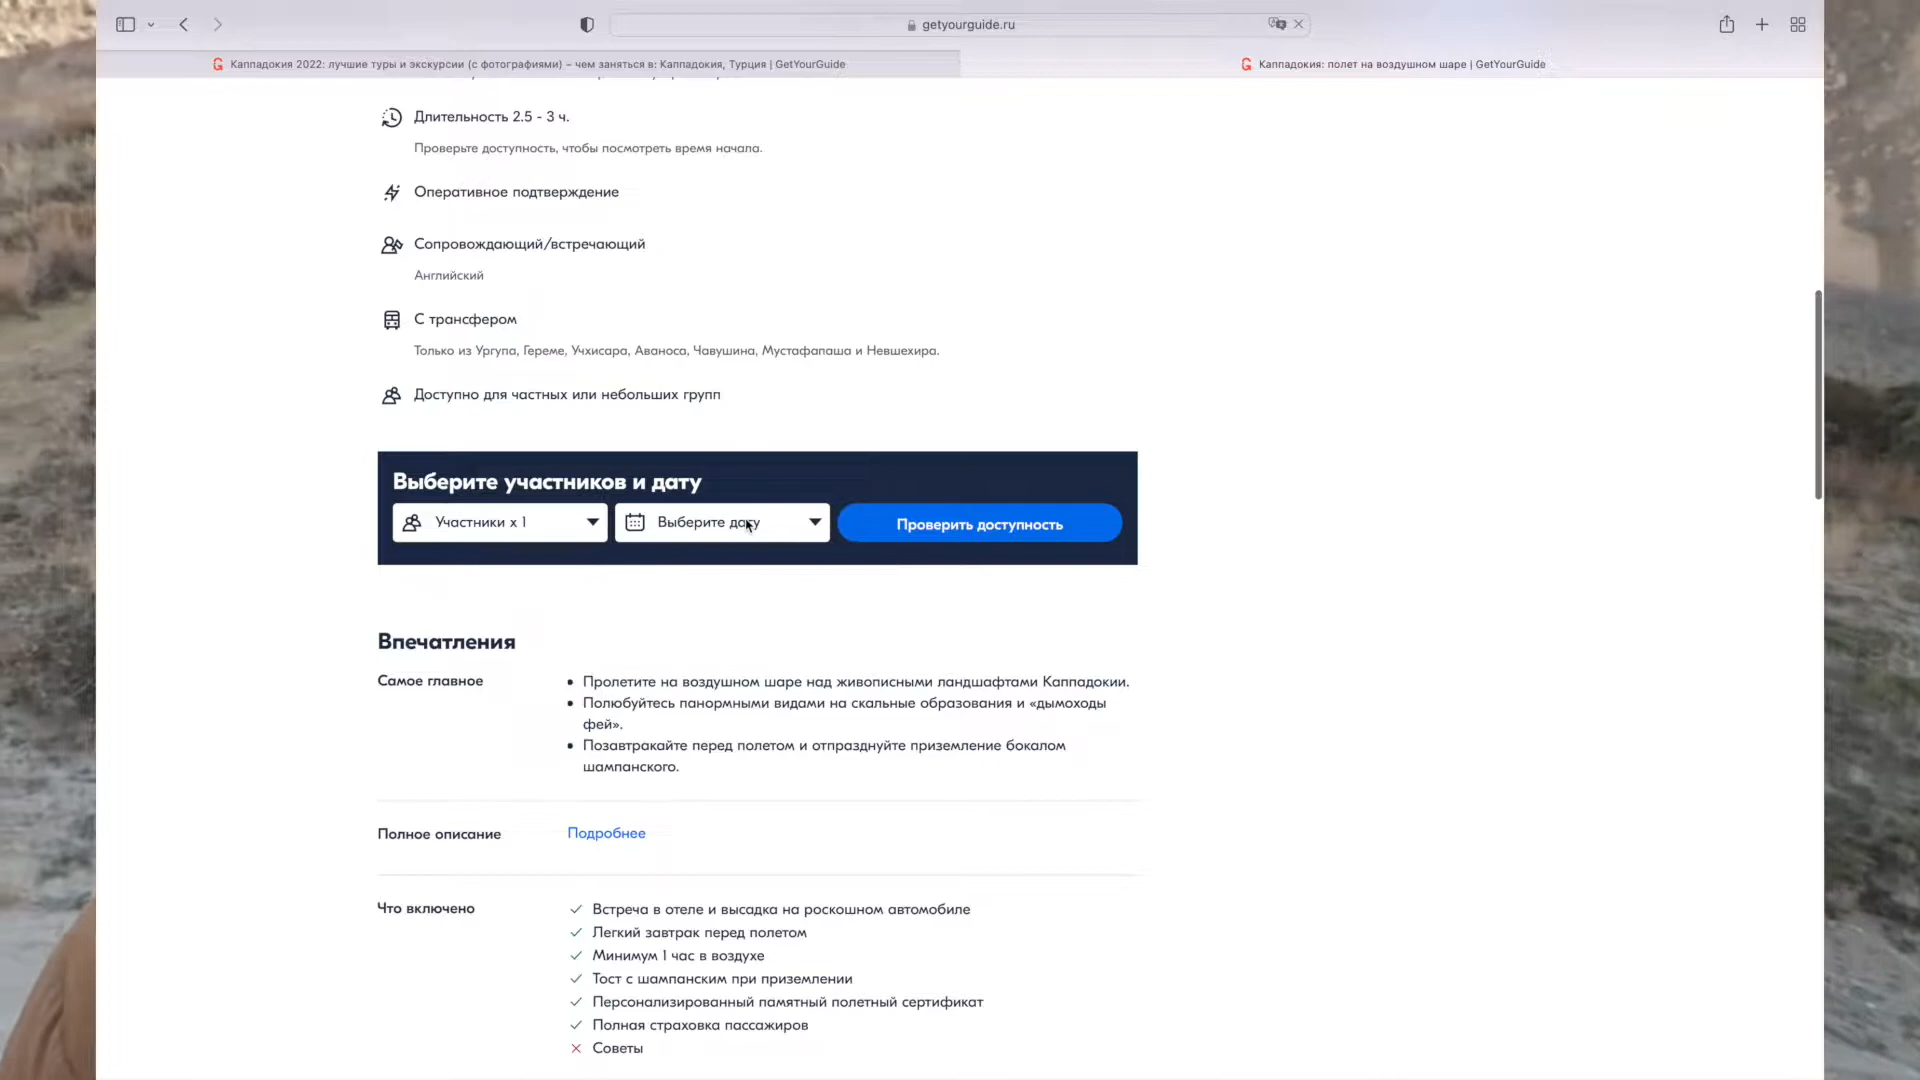 getyourguide.ru
Каппадокия 2022: лучшие туры и экскурсии (с фотографиями) – чем заняться в: Каппадокия, Турция | GetYourGuide
Каппадокия: полет на воздушном шаре | GetYourGuide
Длительность 2.5 - 3 ч.
Проверьте доступность, чтобы посмотреть время начала.
Оперативное подтверждение
Сопровождающий/встречающий
Английский
С трансфером
Только из Ургупа, Гереме, Учхисара, Аваноса, Чавушина, Мустафапаша и Невшехира.
Доступно для частных или небольших групп
Выберите участников и дату
Участники x 1
Выберите дату
Проверить доступность
Впечатления
Самое главное
Пролетите на воздушном шаре над живописными ландшафтами Каппадокии.
Полюбуйтесь панормными видами на скальные образования и «дымоходы
фей».
Позавтракайте перед полетом и отпразднуйте приземление бокалом
шампанского.
Полное описание
Подробнее
Что включено
Встреча в отеле и высадка на роскошном автомобиле
Легкий завтрак перед полетом
Минимум 1 час в воздухе
Тост с шампанским при приземлении
Персонализированный памятный полетный сертификат
Полная страховка пассажиров
Советы